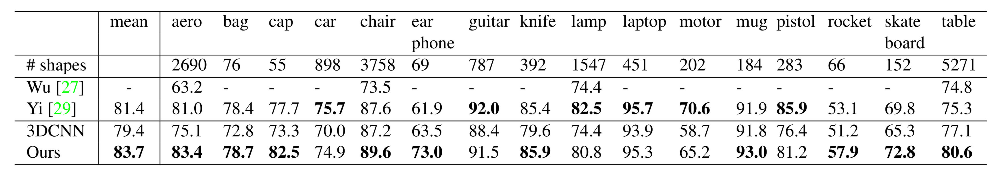 mean aero bag cap car chair ear guitar knife lamp laptop motor mug pistol rocket skate table
phone board
# shapes 2690 76 55 898 3758 69 787 392 1547 451 202 184 283 66 152 5271
Wu [27] - 63.2 - - - 73.5 - - - 74.4 - - - - - - 74.8
Yi [29] 81.4 81.0 78.4 77.7 75.7 87.6 61.9 92.0 85.4 82.5 95.7 70.6 91.9 85.9 53.1 69.8 75.3
3DCNN 79.4 75.1 72.8 73.3 70.0 87.2 63.5 88.4 79.6 74.4 93.9 58.7 91.8 76.4 51.2 65.3 77.1
Ours 83.7 83.4 78.7 82.5 74.9 89.6 73.0 91.5 85.9 80.8 95.3 65.2 93.0 81.2 57.9 72.8 80.6